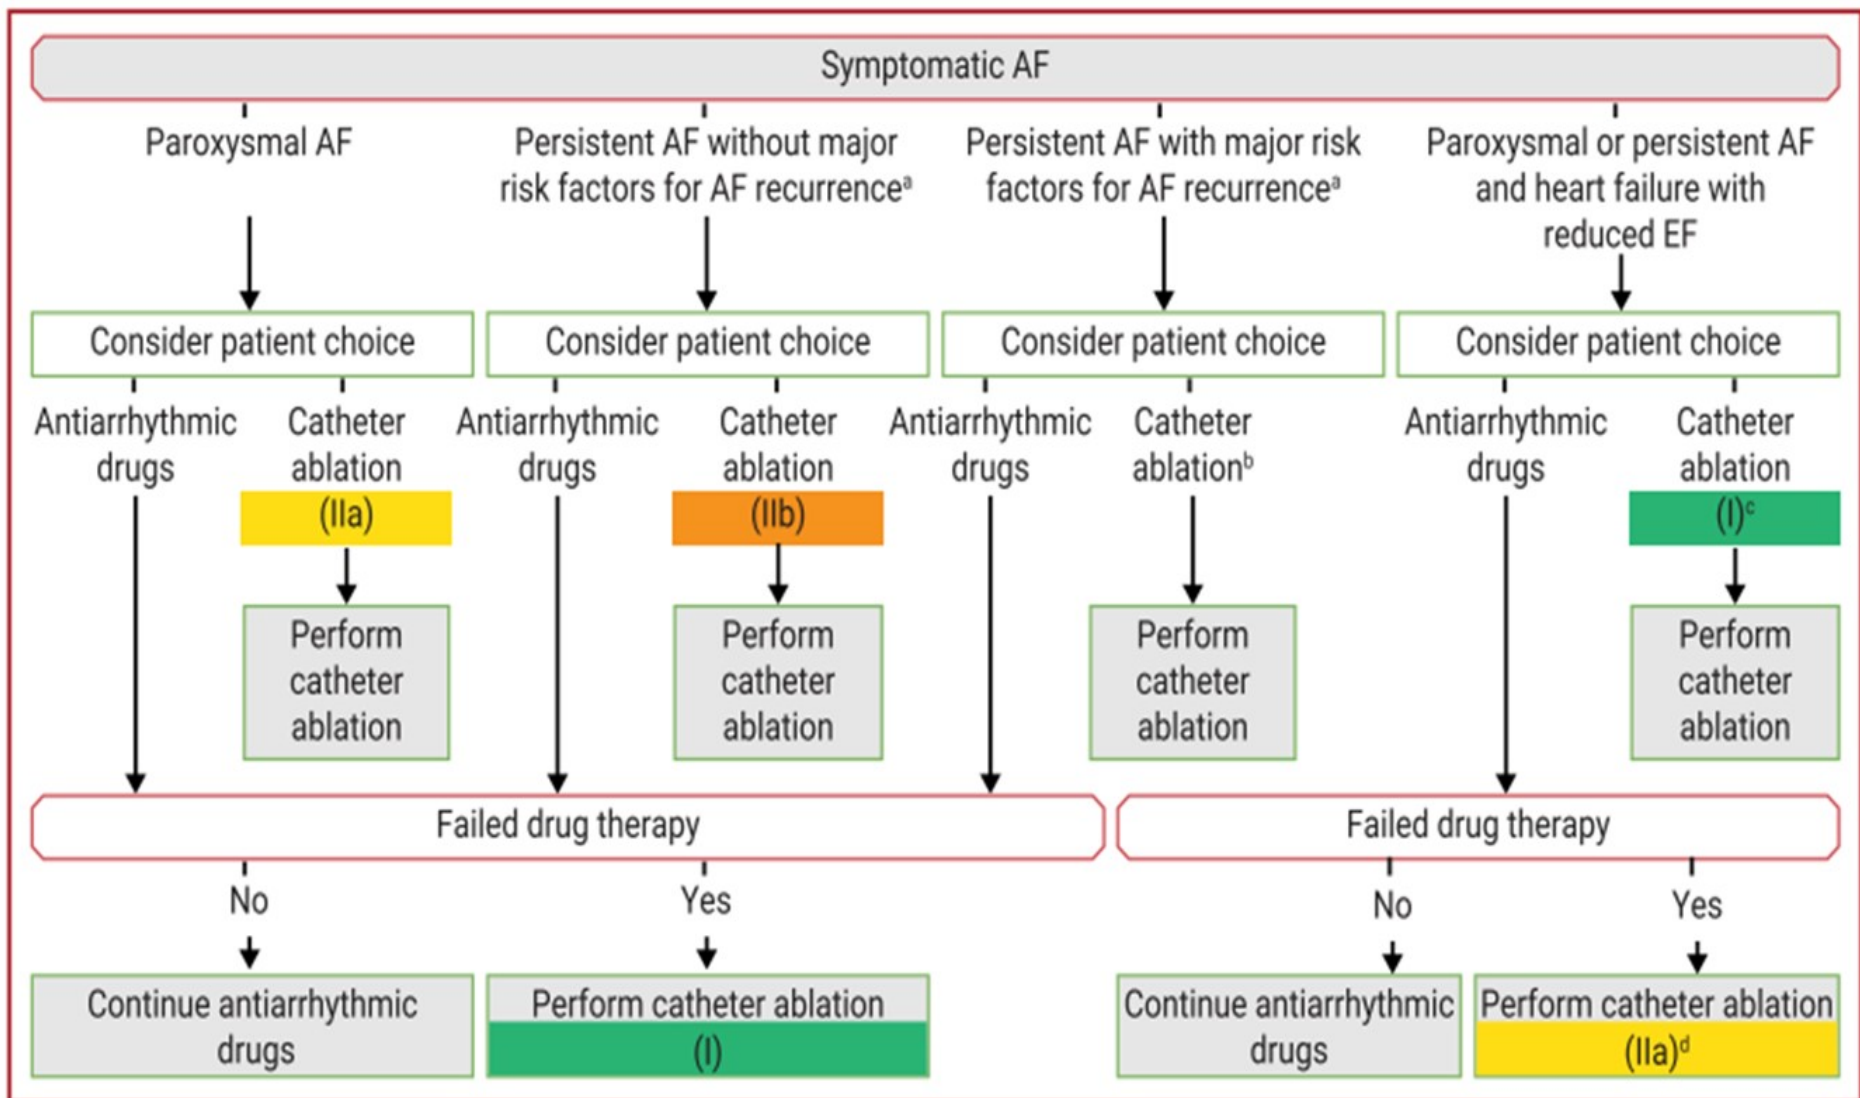 Symptomatic AF
Paroxysmal AF
Persistent AF without major
risk factors for AF recurrenceᵃ
Persistent AF with major risk
factors for AF recurrenceᵃ
Paroxysmal or persistent AF
and heart failure with
reduced EF
Consider patient choice
Consider patient choice
Consider patient choice
Consider patient choice
Antiarrhythmic
drugs
Catheter
ablation
(IIa)
Antiarrhythmic
drugs
Catheter
ablation
(IIb)
Antiarrhythmic
drugs
Catheter
ablationᵇ
Antiarrhythmic
drugs
Catheter
ablation
(I)ᶜ
Perform
catheter
ablation
Perform
catheter
ablation
Perform
catheter
ablation
Perform
catheter
ablation
Failed drug therapy
Failed drug therapy
No
Yes
No
Yes
Continue antiarrhythmic
drugs
Perform catheter ablation
(I)
Continue antiarrhythmic
drugs
Perform catheter ablation
(IIa)ᵈ